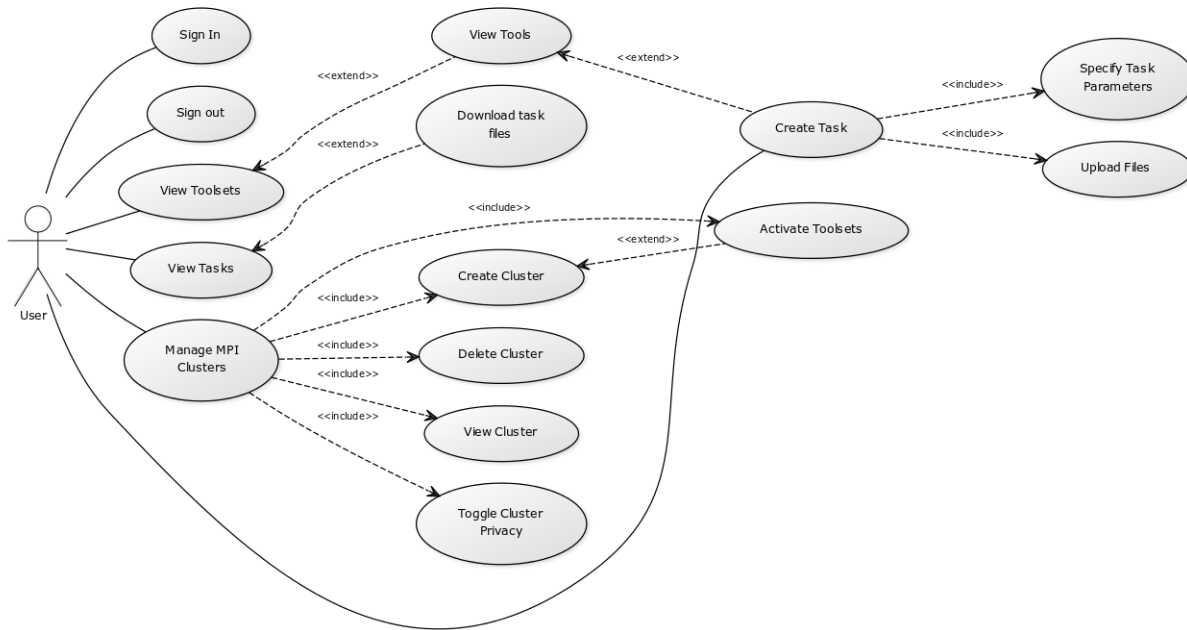 Sign In
View Tools
<<extend>>
<<extend>>
Specify Task
Parameters
<<include>>
Sign out
Download task
files
Create Task
<<extend>>
<<include>>
Upload Files
View Toolsets
<<include>>
Activate Toolsets
<<extend>>
View Tasks
Create Cluster
User
<<include>>
Manage MPI
Clusters
<<include>>
Delete Cluster
<<include>>
<<include>>
View Cluster
Toggle Cluster
Privacy